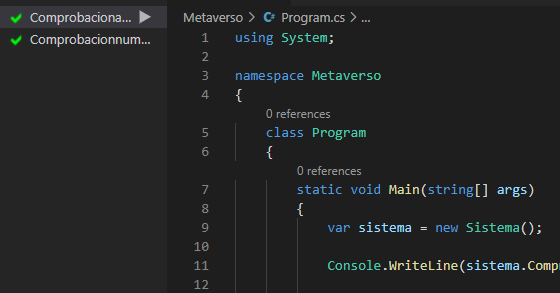 Comprobaciona...
Comprobacionnum...
Metaverso > Program.cs > ...
1 using System;
2
3 namespace Metaverso
4 {
0 references
5 class Program
6 {
0 references
7 static void Main(string[] args)
8 {
9 var sistema = new Sistema();
10
11 Console.WriteLine(sistema.Comp
12